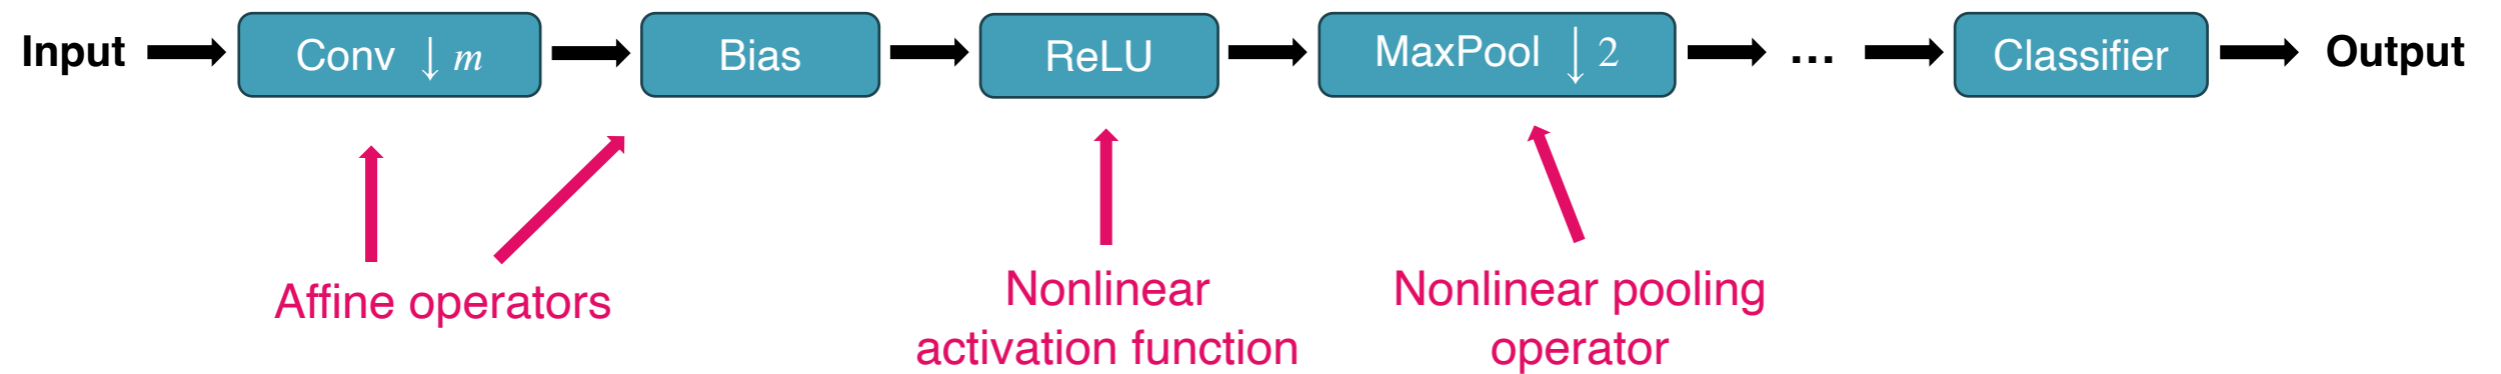 Input Conv ↓ m Bias ReLU MaxPool ↓ 2 ... Classifier Output
Affine operators
Nonlinear
activation function
Nonlinear pooling
operator